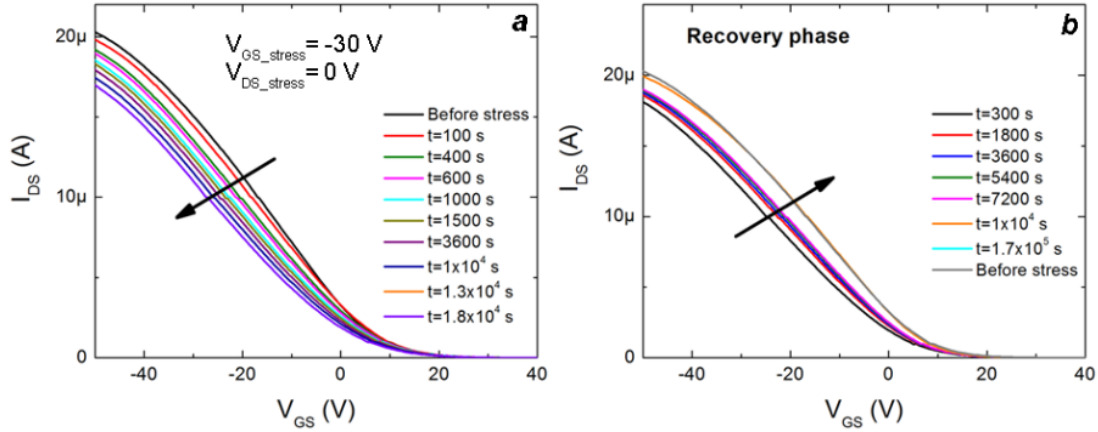 a
V_GS_stress = -30 V
V_DS_stress = 0 V
20µ
10µ
0
I_DS (A)
Before stress
t=100 s
t=400 s
t=600 s
t=1000 s
t=1500 s
t=3600 s
t=1x10^4 s
t=1.3x10^4 s
t=1.8x10^4 s
-40 -20 0 20 40
V_GS (V)
b
Recovery phase
20µ
10µ
0
I_DS (A)
t=300 s
t=1800 s
t=3600 s
t=5400 s
t=7200 s
t=1x10^4 s
t=1.7x10^5 s
Before stress
-40 -20 0 20 40
V_GS (V)